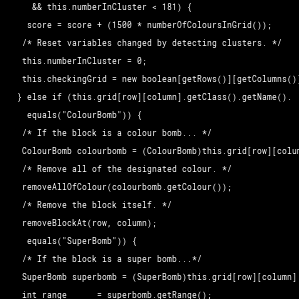 && this.numberInCluster < 181) {
score = score + (1500 * numberOfColoursInGrid());
/* Reset variables changed by detecting clusters. */
this.numberInCluster = 0;
this.checkingGrid = new boolean[getRows()][getColumns()]
} else if (this.grid[row][column].getClass().getName().
equals("ColourBomb")) {
/* If the block is a colour bomb... */
ColourBomb colourbomb = (ColourBomb)this.grid[row][colum
/* Remove all of the designated colour. */
removeAllOfColour(colourbomb.getColour());
/* Remove the block itself. */
removeBlockAt(row, column);
equals("SuperBomb")) {
/* If the block is a super bomb...*/
SuperBomb superbomb = (SuperBomb)this.grid[row][column]
int range = superbomb.getRange();